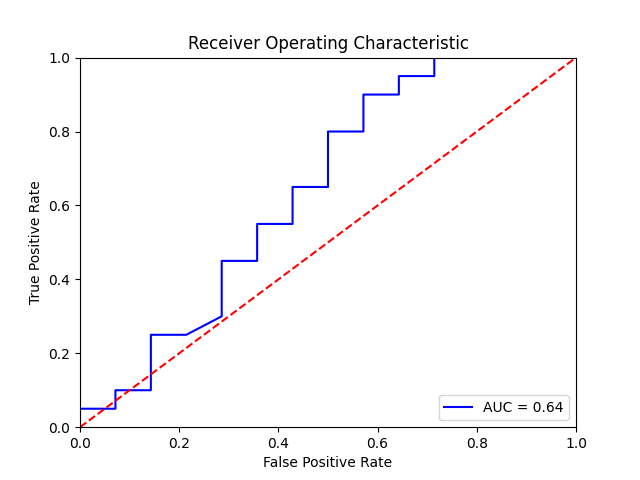 Receiver Operating Characteristic
True Positive Rate
1.0
0.8
0.6
0.4
0.2
0.0
AUC = 0.64
0.0 0.2 0.4 0.6 0.8 1.0
False Positive Rate